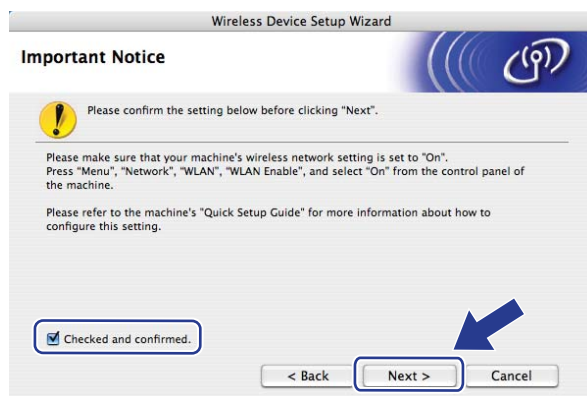 Wireless Device Setup Wizard
Important Notice
Please confirm the setting below before clicking "Next".
Please make sure that your machine's wireless network setting is set to "On".
Press "Menu", "Network", "WLAN", "WLAN Enable", and select "On" from the control panel of
the machine.
Please refer to the machine's "Quick Setup Guide" for more information about how to
configure this setting.
Checked and confirmed.
< Back
Next >
Cancel